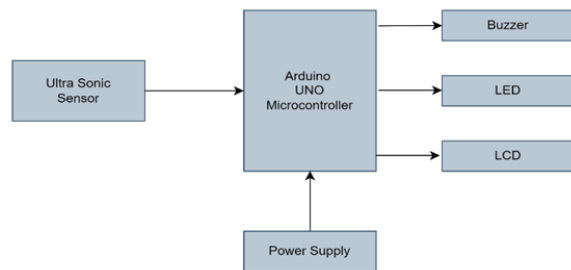 Ultra Sonic
Sensor
Arduino
UNO
Microcontroller
Buzzer
LED
LCD
Power Supply